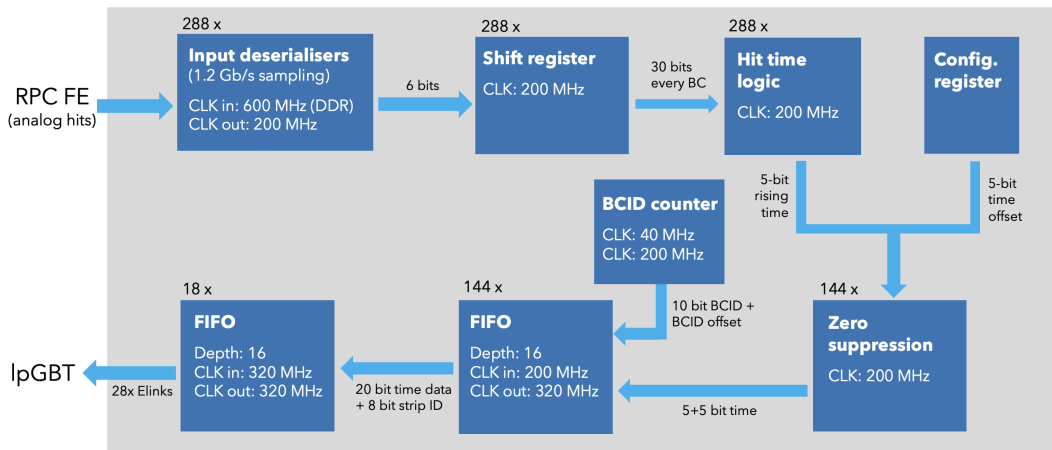 288 x
Input deserialisers
(1.2 Gb/s sampling)
CLK in: 600 MHz (DDR)
CLK out: 200 MHz
RPC FE
(analog hits)
6 bits
288 x
Shift register
CLK: 200 MHz
30 bits
every BC
288 x
Hit time
logic
CLK: 200 MHz
Config.
register
5-bit
rising
time
5-bit
time
offset
BCID counter
CLK: 40 MHz
CLK: 200 MHz
10 bit BCID +
BCID offset
144 x
Zero
suppression
CLK: 200 MHz
5+5 bit time
144 x
FIFO
Depth: 16
CLK in: 200 MHz
CLK out: 320 MHz
20 bit time data
+ 8 bit strip ID
18 x
FIFO
Depth: 16
CLK in: 320 MHz
CLK out: 320 MHz
28x Elinks
lpGBT